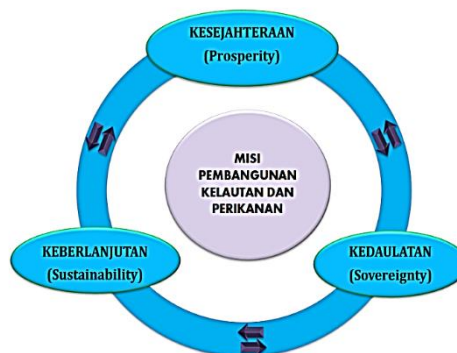 KESEJAHTERAAN
(Prosperity)
MISI
PEMBANGUNAN
KELAUTAN DAN
PERIKANAN
KEBERLANJUTAN
(Sustainability)
KEDAULATAN
(Sovereignty)